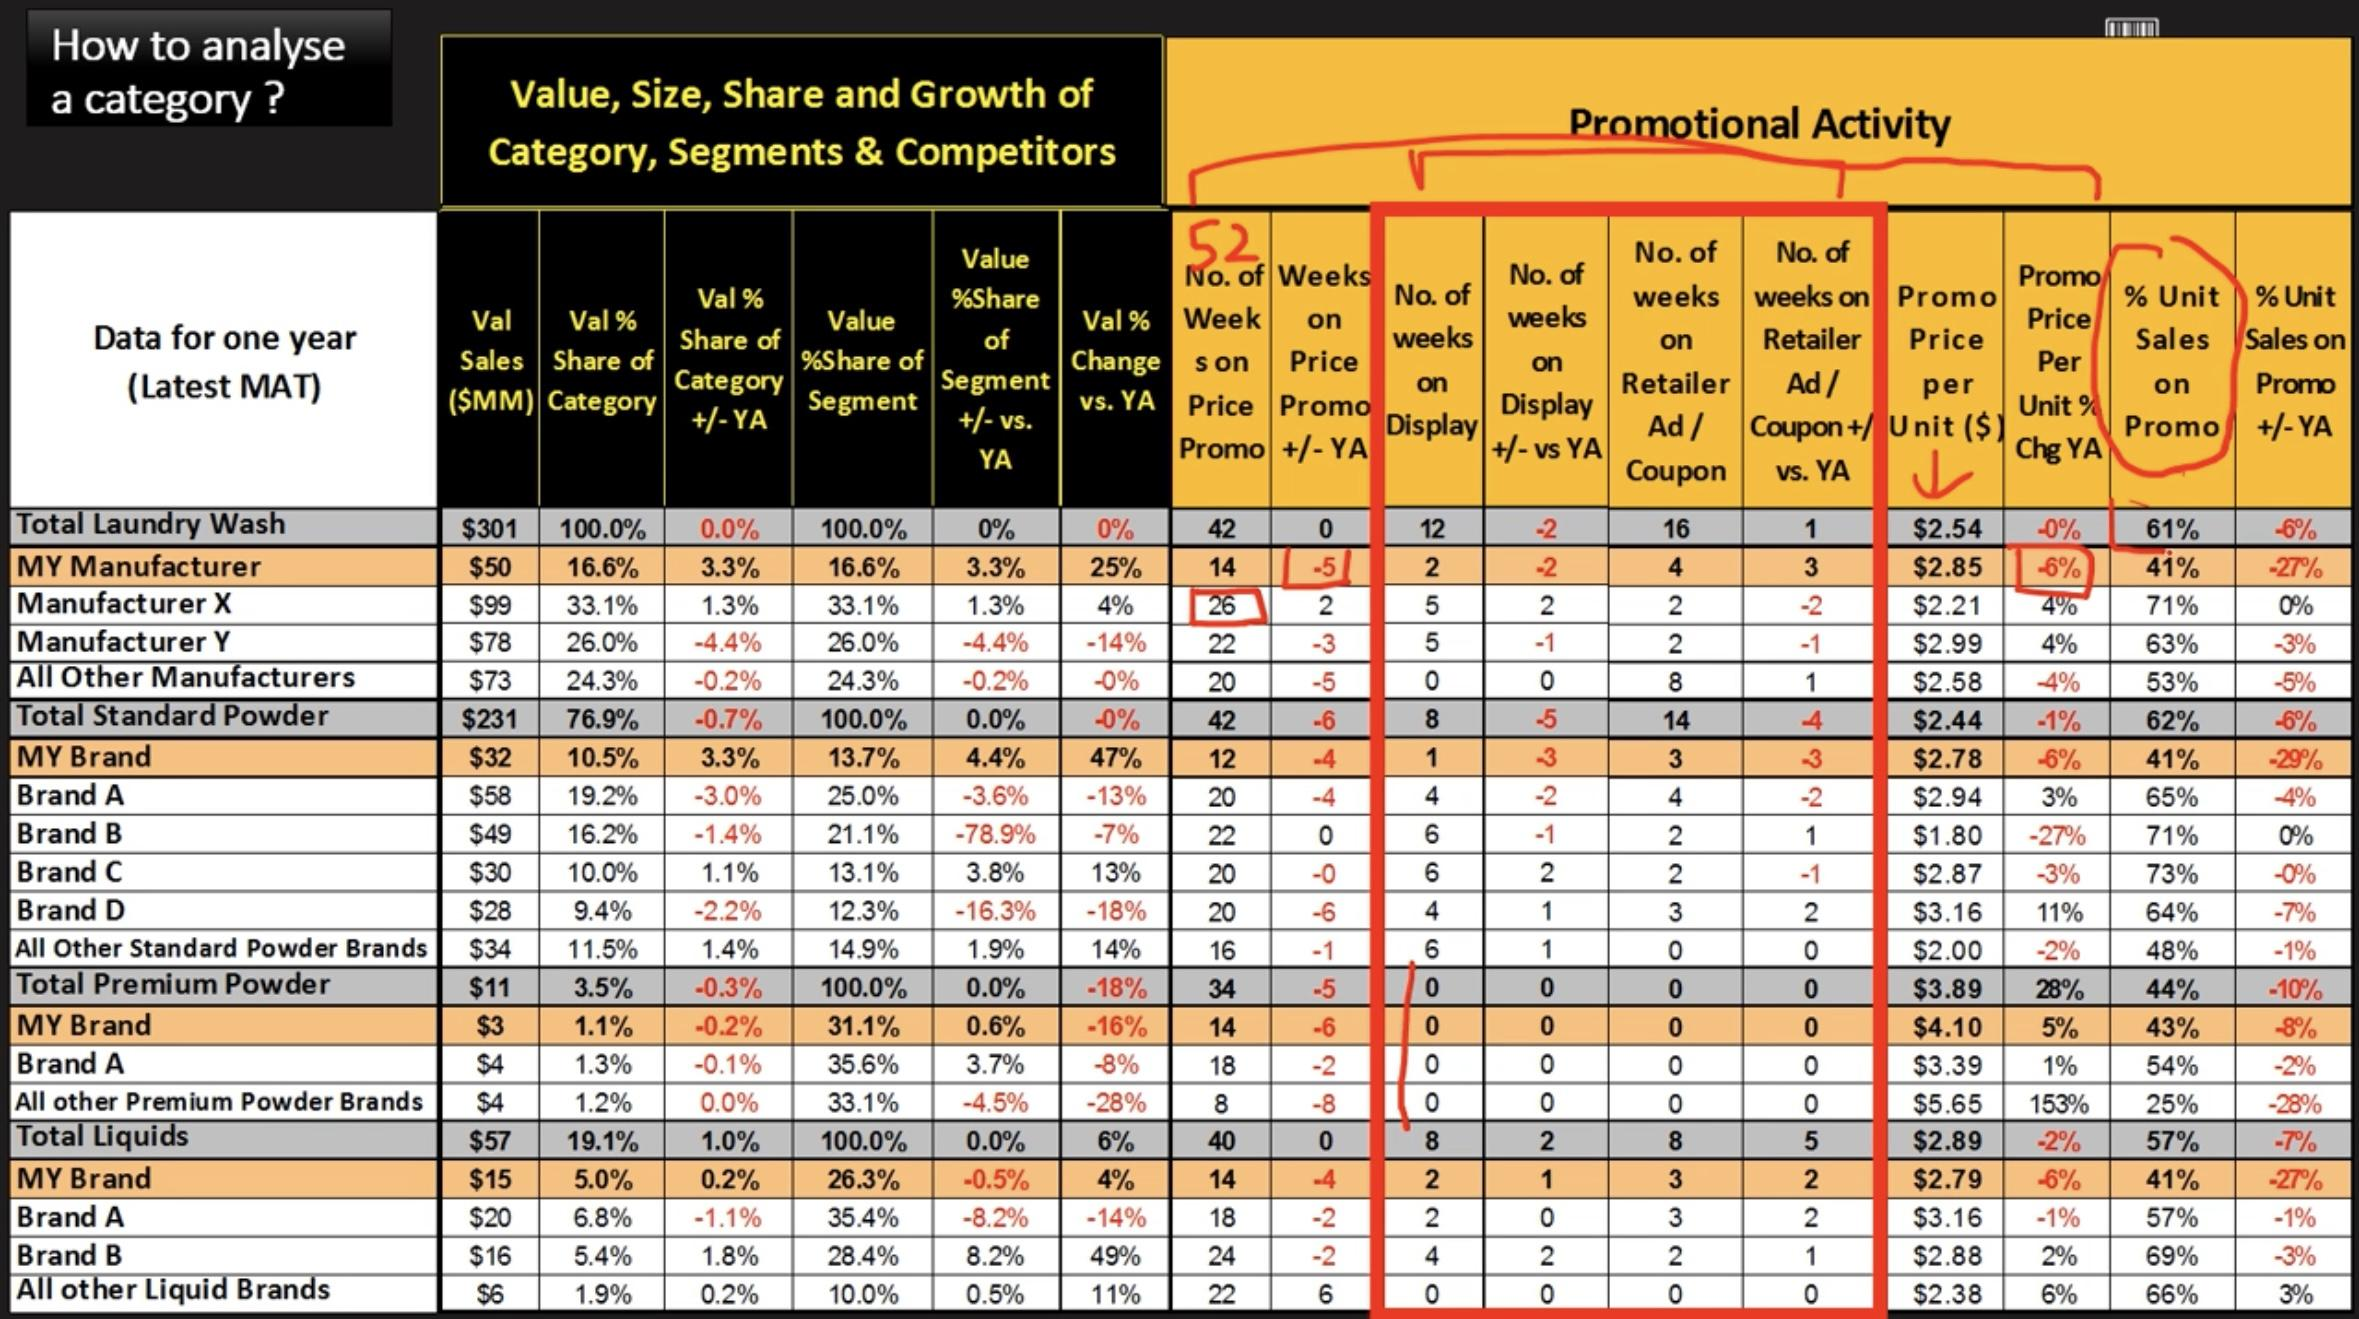 How to analyse
a category ?
Value, Size, Share and Growth of
Category, Segments & Competitors
Promotional Activity
52
Data for one year
(Latest MAT)
Val
Sales
($MM)
Val %
Share of
Category
Val %
Share of
Category
+/- YA
Value
%Share of
Segment
Value
%Share
of
Segment
+/- vs.
YA
Val %
Change
vs. YA
No. of
Week
s on
Price
Promo
Weeks
on
Price
Promo
+/- YA
No. of
weeks
on
Display
No. of
weeks
on
Display
+/- vs YA
No. of
weeks
on
Retailer
Ad /
Coupon
No. of
weeks on
Retailer
Ad /
Coupon +/
vs. YA
Promo
Price
per
Unit ($)
Promo
Price
Per
Unit %
Chg YA
% Unit
Sales
on
Promo
% Unit
Sales on
Promo
+/- YA
Total Laundry Wash $301 100.0% 0.0% 100.0% 0% 0% 42 0 12 -2 16 1 $2.54 -0% 61% -6%
MY Manufacturer $50 16.6% 3.3% 16.6% 3.3% 25% 14 -5 2 -2 4 3 $2.85 -6% 41% -27%
Manufacturer X $99 33.1% 1.3% 33.1% 1.3% 4% 26 2 5 2 2 -2 $2.21 4% 71% 0%
Manufacturer Y $78 26.0% -4.4% 26.0% -4.4% -14% 22 -3 5 -1 2 -1 $2.99 4% 63% -3%
All Other Manufacturers $73 24.3% -0.2% 24.3% -0.2% -0% 20 -5 0 0 8 1 $2.58 -4% 53% -5%
Total Standard Powder $231 76.9% -0.7% 100.0% 0.0% -0% 42 -6 8 -5 14 -4 $2.44 -1% 62% -6%
MY Brand $32 10.5% 3.3% 13.7% 4.4% 47% 12 -4 1 -3 3 -3 $2.78 -6% 41% -29%
Brand A $58 19.2% -3.0% 25.0% -3.6% -13% 20 -4 4 -2 4 -2 $2.94 3% 65% -4%
Brand B $49 16.2% -1.4% 21.1% -78.9% -7% 22 0 6 -1 2 1 $1.80 -27% 71% 0%
Brand C $30 10.0% 1.1% 13.1% 3.8% 13% 20 -0 6 2 2 -1 $2.87 -3% 73% -0%
Brand D $28 9.4% -2.2% 12.3% -16.3% -18% 20 -6 4 1 3 2 $3.16 11% 64% -7%
All Other Standard Powder Brands $34 11.5% 1.4% 14.9% 1.9% 14% 16 -1 6 1 0 0 $2.00 -2% 48% -1%
Total Premium Powder $11 3.5% -0.3% 100.0% 0.0% -18% 34 -5 0 0 0 0 $3.89 28% 44% -10%
MY Brand $3 1.1% -0.2% 31.1% 0.6% -16% 14 -6 0 0 0 0 $4.10 5% 43% -8%
Brand A $4 1.3% -0.1% 35.6% 3.7% -8% 18 -2 0 0 0 0 $3.39 1% 54% -2%
All other Premium Powder Brands $4 1.2% 0.0% 33.1% -4.5% -28% 8 -8 0 0 0 0 $5.65 153% 25% -28%
Total Liquids $57 19.1% 1.0% 100.0% 0.0% 6% 40 0 8 2 8 5 $2.89 -2% 57% -7%
MY Brand $15 5.0% 0.2% 26.3% -0.5% 4% 14 -4 2 1 3 2 $2.79 -6% 41% -27%
Brand A $20 6.8% -1.1% 35.4% -8.2% -14% 18 -2 2 0 3 2 $3.16 -1% 57% -1%
Brand B $16 5.4% 1.8% 28.4% 8.2% 49% 24 -2 4 2 2 1 $2.88 2% 69% -3%
All other Liquid Brands $6 1.9% 0.2% 10.0% 0.5% 11% 22 6 0 0 0 0 $2.38 6% 66% 3%